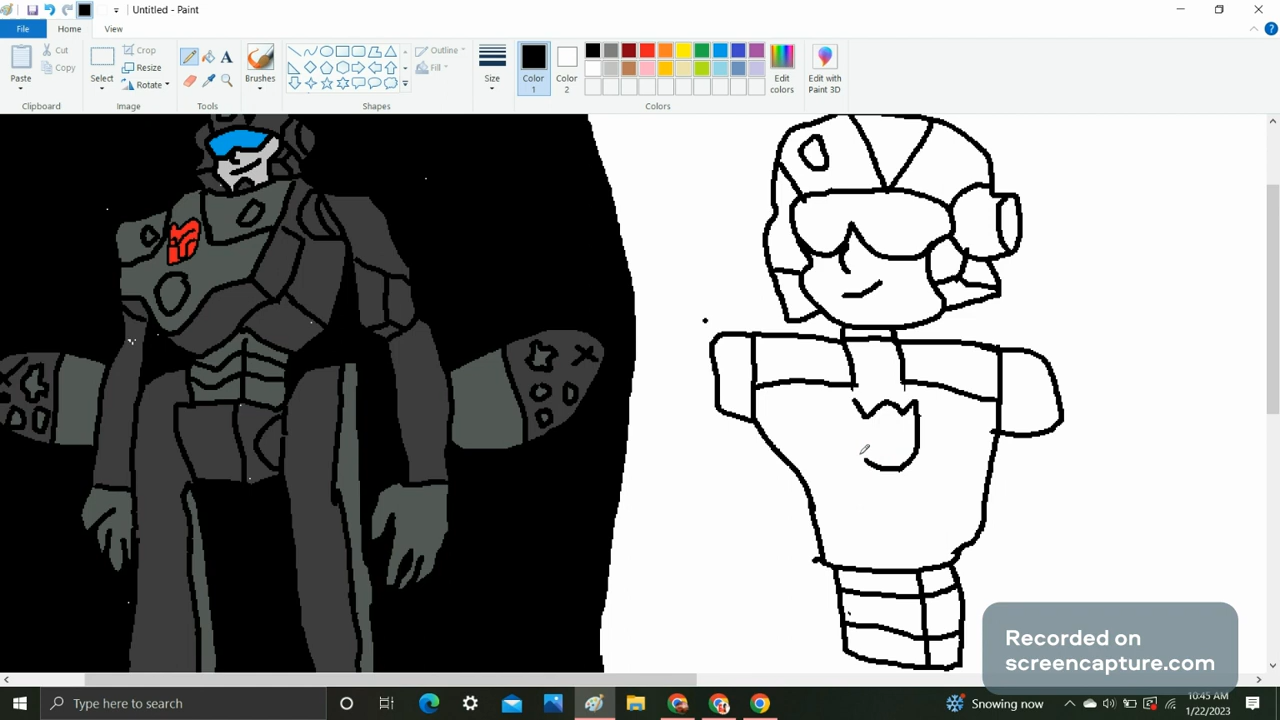 Untitled - Paint
File
Home
View
Paste
Cut
Copy
Clipboard
Select
Crop
Resize
Rotate
Image
A
Tools
Brushes
Outline
Fill
Shapes
Size
Color 1
Color 2
Edit colors
Colors
Edit with Paint 3D
Recorded on
screencapture.com
Type here to search
Snowing now
10:45 AM
1/22/2023